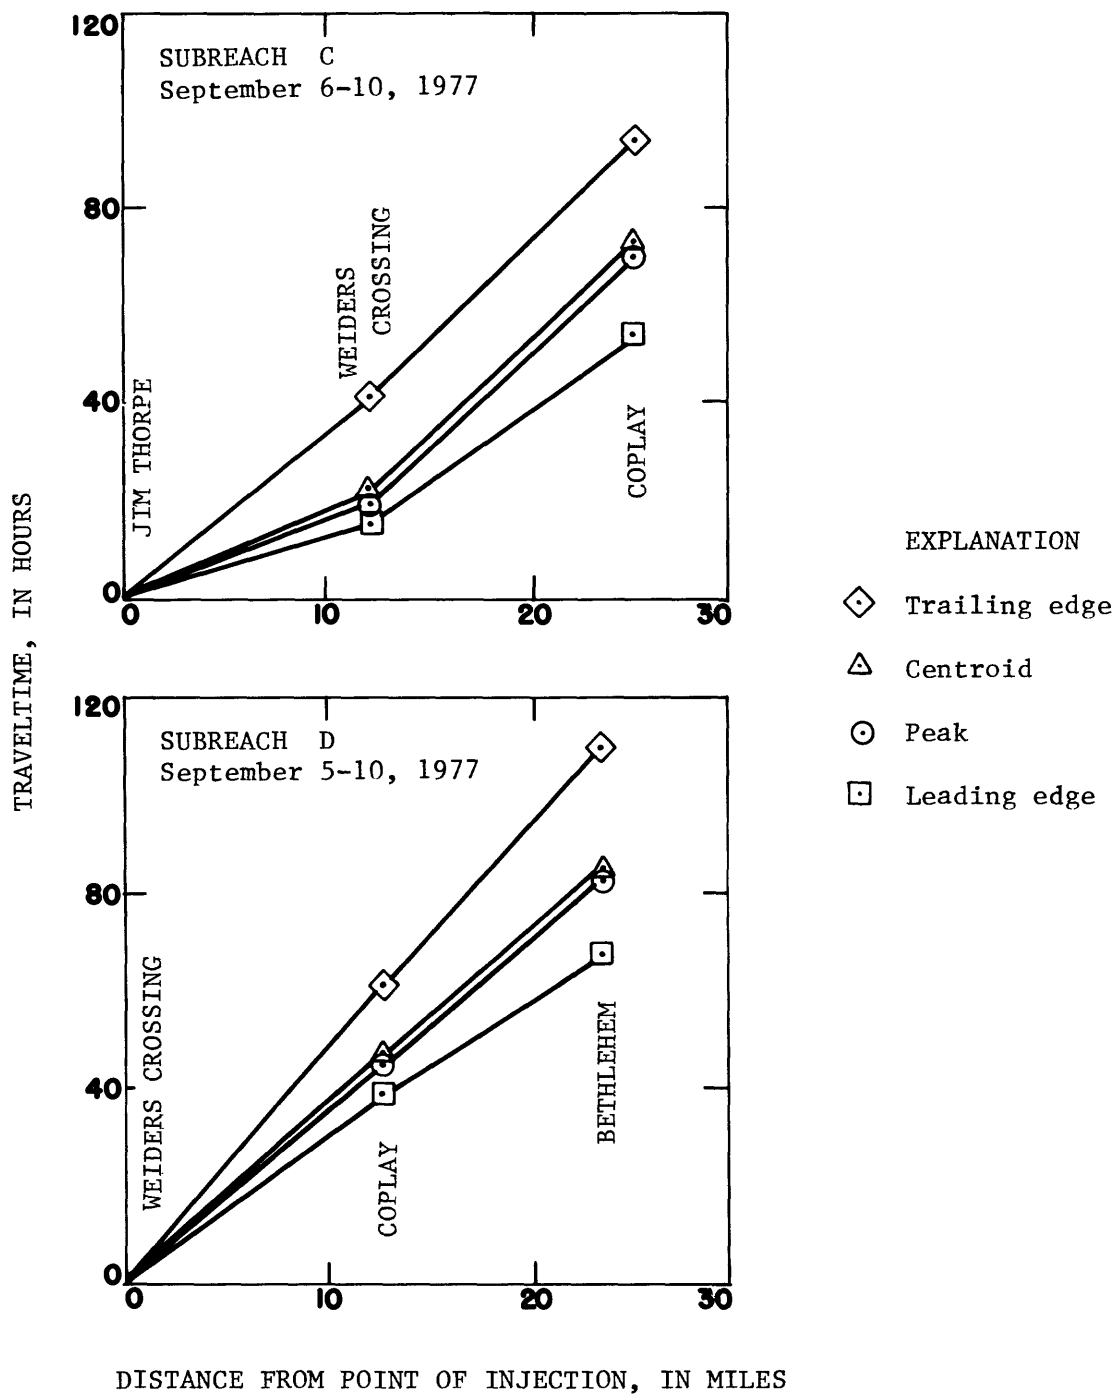 120
SUBREACH C
September 6-10, 1977
80
40
0
JIM THORPE
WEIDERS
CROSSING
COPLAY
0 10 20 30
TRAVELTIME, IN HOURS
120
SUBREACH D
September 5-10, 1977
80
40
0
WEIDERS CROSSING
COPLAY
BETHLEHEM
0 10 20 30
DISTANCE FROM POINT OF INJECTION, IN MILES
EXPLANATION
Trailing edge
Centroid
Peak
Leading edge